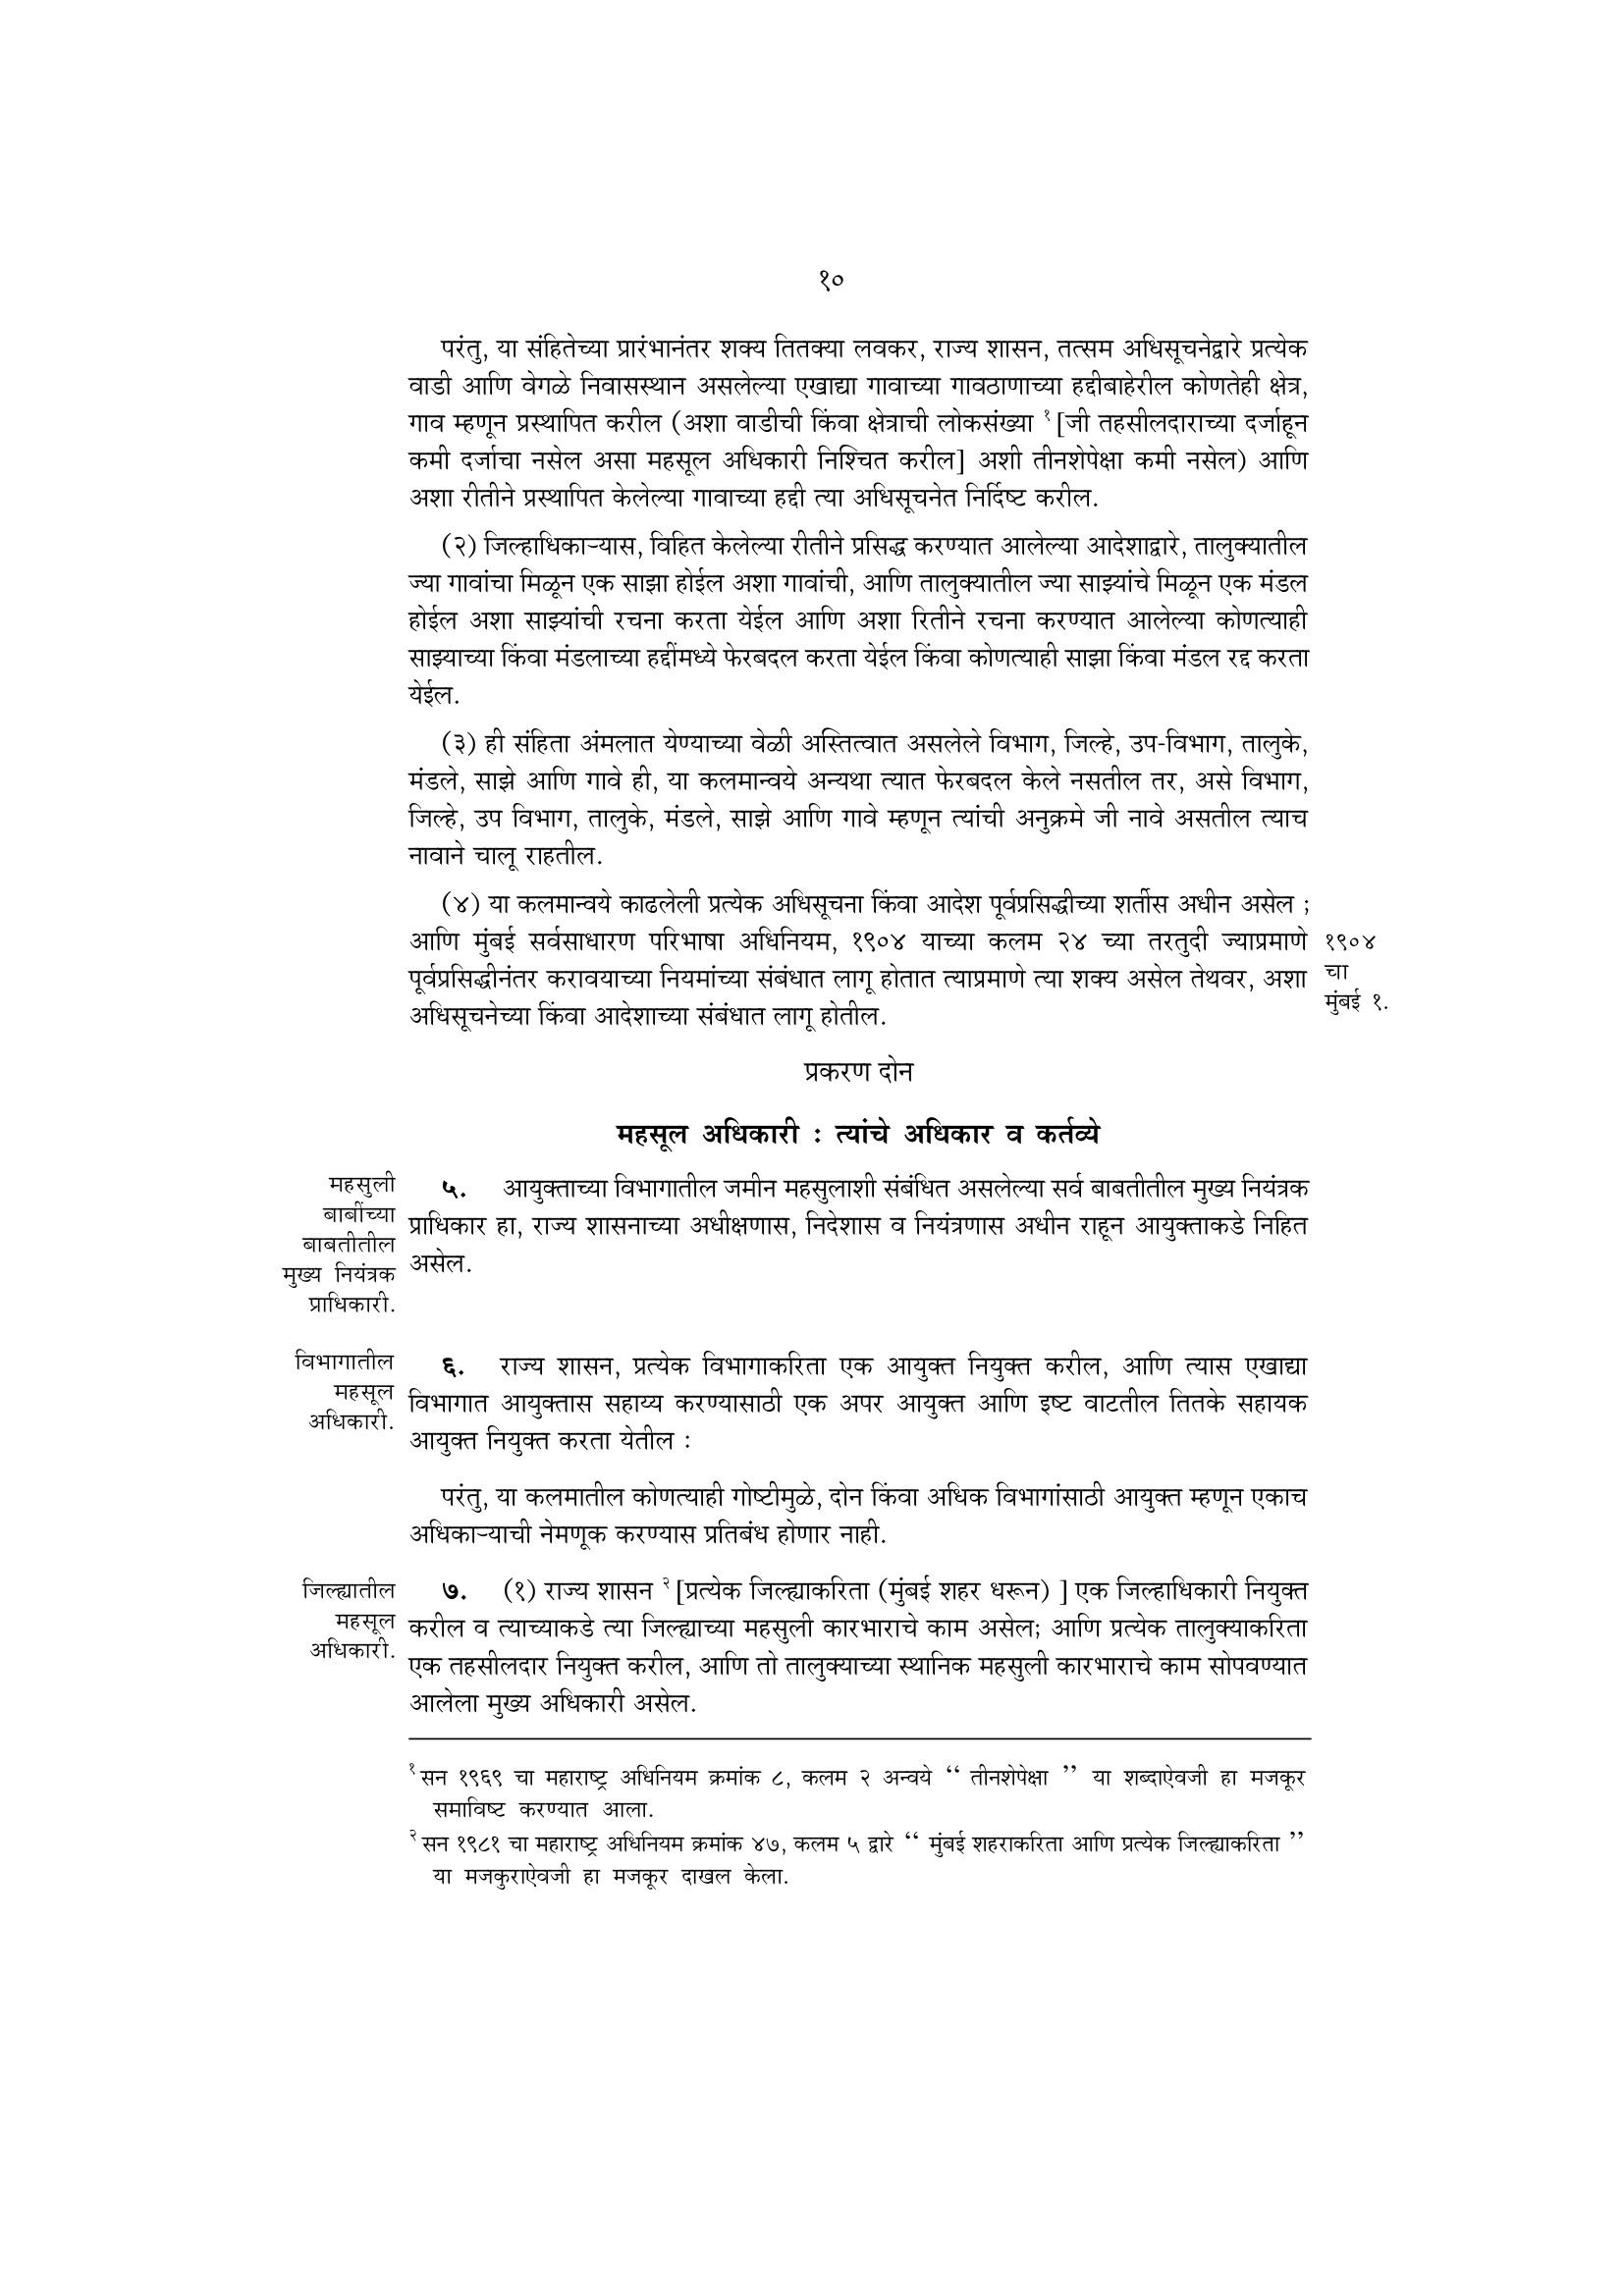 १०
परंतु, या संहितेच्या प्रारंभानंतर शक्य तितक्या लवकर, राज्य शासन, तत्सम अधिसूचनेद्वारे प्रत्येक
वाडी आणि वेगळे निवासस्थान असलेल्या एखाद्या गावाच्या गावठाणाच्या हद्दीबाहेरील कोणतेही क्षेत्र,
गाव म्हणून प्रस्थापित करील (अशा वाडीची किंवा क्षेत्राची लोकसंख्या १[जी तहसीलदाराच्या दर्जाहून
कमी दर्जाचा नसेल असा महसूल अधिकारी निश्चित करील] अशी तीनशेपेक्षा कमी नसेल) आणि
अशा रीतीने प्रस्थापित केलेल्या गावाच्या हद्दी त्या अधिसूचनेत निर्दिष्ट करील.
(२) जिल्हाधिकाऱ्यास, विहित केलेल्या रीतीने प्रसिद्ध करण्यात आलेल्या आदेशाद्वारे, तालुक्यातील
ज्या गावांचा मिळून एक साझा होईल अशा गावांची, आणि तालुक्यातील ज्या साझ्यांचे मिळून एक मंडल
होईल अशा साझ्यांची रचना करता येईल आणि अशा रितीने रचना करण्यात आलेल्या कोणत्याही
साझ्याच्या किंवा मंडलाच्या हद्दींमध्ये फेरबदल करता येईल किंवा कोणत्याही साझा किंवा मंडल रद्द करता
येईल.
(३) ही संहिता अंमलात येण्याच्या वेळी अस्तित्वात असलेले विभाग, जिल्हे, उप-विभाग, तालुके,
मंडले, साझे आणि गावे ही, या कलमान्वये अन्यथा त्यात फेरबदल केले नसतील तर, असे विभाग,
जिल्हे, उप विभाग, तालुके, मंडले, साझे आणि गावे म्हणून त्यांची अनुक्रमे जी नावे असतील त्याच
नावाने चालू राहतील.
(४) या कलमान्वये काढलेली प्रत्येक अधिसूचना किंवा आदेश पूर्वप्रसिद्धीच्या शर्तीस अधीन असेल ;
आणि मुंबई सर्वसाधारण परिभाषा अधिनियम, १९०४ याच्या कलम २४ च्या तरतुदी ज्याप्रमाणे
पूर्वप्रसिद्धीनंतर करावयाच्या नियमांच्या संबंधात लागू होतात त्याप्रमाणे त्या शक्य असेल तेथवर, अशा
अधिसूचनेच्या किंवा आदेशाच्या संबंधात लागू होतील.
१९०४
चा
मुंबई १.
प्रकरण दोन
महसूल अधिकारी : त्यांचे अधिकार व कर्तव्ये
महसुली
बाबींच्या
बाबतीतील
मुख्य नियंत्रक
प्राधिकारी.
५. आयुक्ताच्या विभागातील जमीन महसुलाशी संबंधित असलेल्या सर्व बाबतीतील मुख्य नियंत्रक
प्राधिकार हा, राज्य शासनाच्या अधीक्षणास, निदेशास व नियंत्रणास अधीन राहून आयुक्ताकडे निहित
असेल.
विभागातील
महसूल
अधिकारी.
६. राज्य शासन, प्रत्येक विभागाकरिता एक आयुक्त नियुक्त करील, आणि त्यास एखाद्या
विभागात आयुक्तास सहाय्य करण्यासाठी एक अपर आयुक्त आणि इष्ट वाटतील तितके सहायक
आयुक्त नियुक्त करता येतील :
परंतु, या कलमातील कोणत्याही गोष्टीमुळे, दोन किंवा अधिक विभागांसाठी आयुक्त म्हणून एकाच
अधिकाऱ्याची नेमणूक करण्यास प्रतिबंध होणार नाही.
जिल्ह्यातील
महसूल
अधिकारी.
७. (१) राज्य शासन २[प्रत्येक जिल्ह्याकरिता (मुंबई शहर धरून) ] एक जिल्हाधिकारी नियुक्त
करील व त्याच्याकडे त्या जिल्ह्याच्या महसुली कारभाराचे काम असेल; आणि प्रत्येक तालुक्याकरिता
एक तहसीलदार नियुक्त करील, आणि तो तालुक्याच्या स्थानिक महसुली कारभाराचे काम सोपवण्यात
आलेला मुख्य अधिकारी असेल.
१ सन १९६९ चा महाराष्ट्र अधिनियम क्रमांक ८, कलम २ अन्वये “ तीनशेपेक्षा ” या शब्दाऐवजी हा मजकूर
समाविष्ट करण्यात आला.
२ सन १९८१ चा महाराष्ट्र अधिनियम क्रमांक ४७, कलम ५ द्वारे “ मुंबई शहराकरिता आणि प्रत्येक जिल्ह्याकरिता ”
या मजकुराऐवजी हा मजकूर दाखल केला.